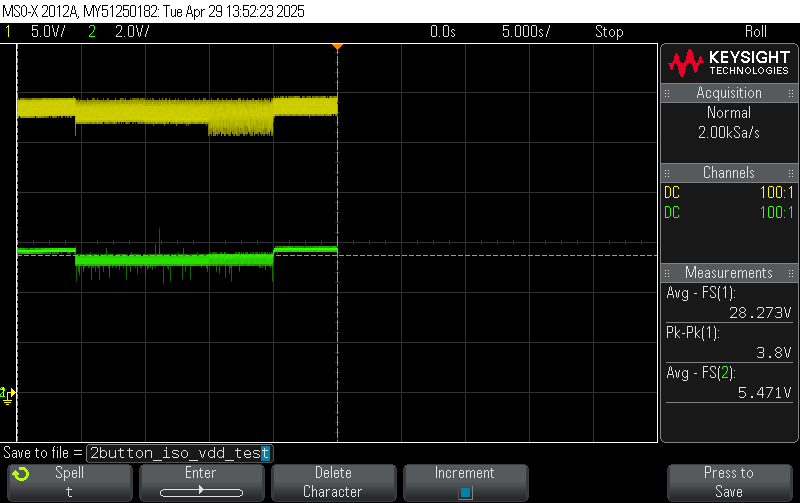 MSO-X 2012A, MY51250182: Tue Apr 29 13:52:23 2025
1 5.0V/ 2 2.0V/ 0.0s 5.000s/ Stop Roll
KEYSIGHT
TECHNOLOGIES
Acquisition
Normal
2.00kSa/s
Channels
DC 100:1
DC 100:1
Measurements
Avg - FS(1):
28.273V
Pk-Pk(1):
3.8V
Avg - FS(2):
5.471V
Save to file = 2button_iso_vdd_test
Spell
t
Enter
Delete
Character
Increment
Press to
Save